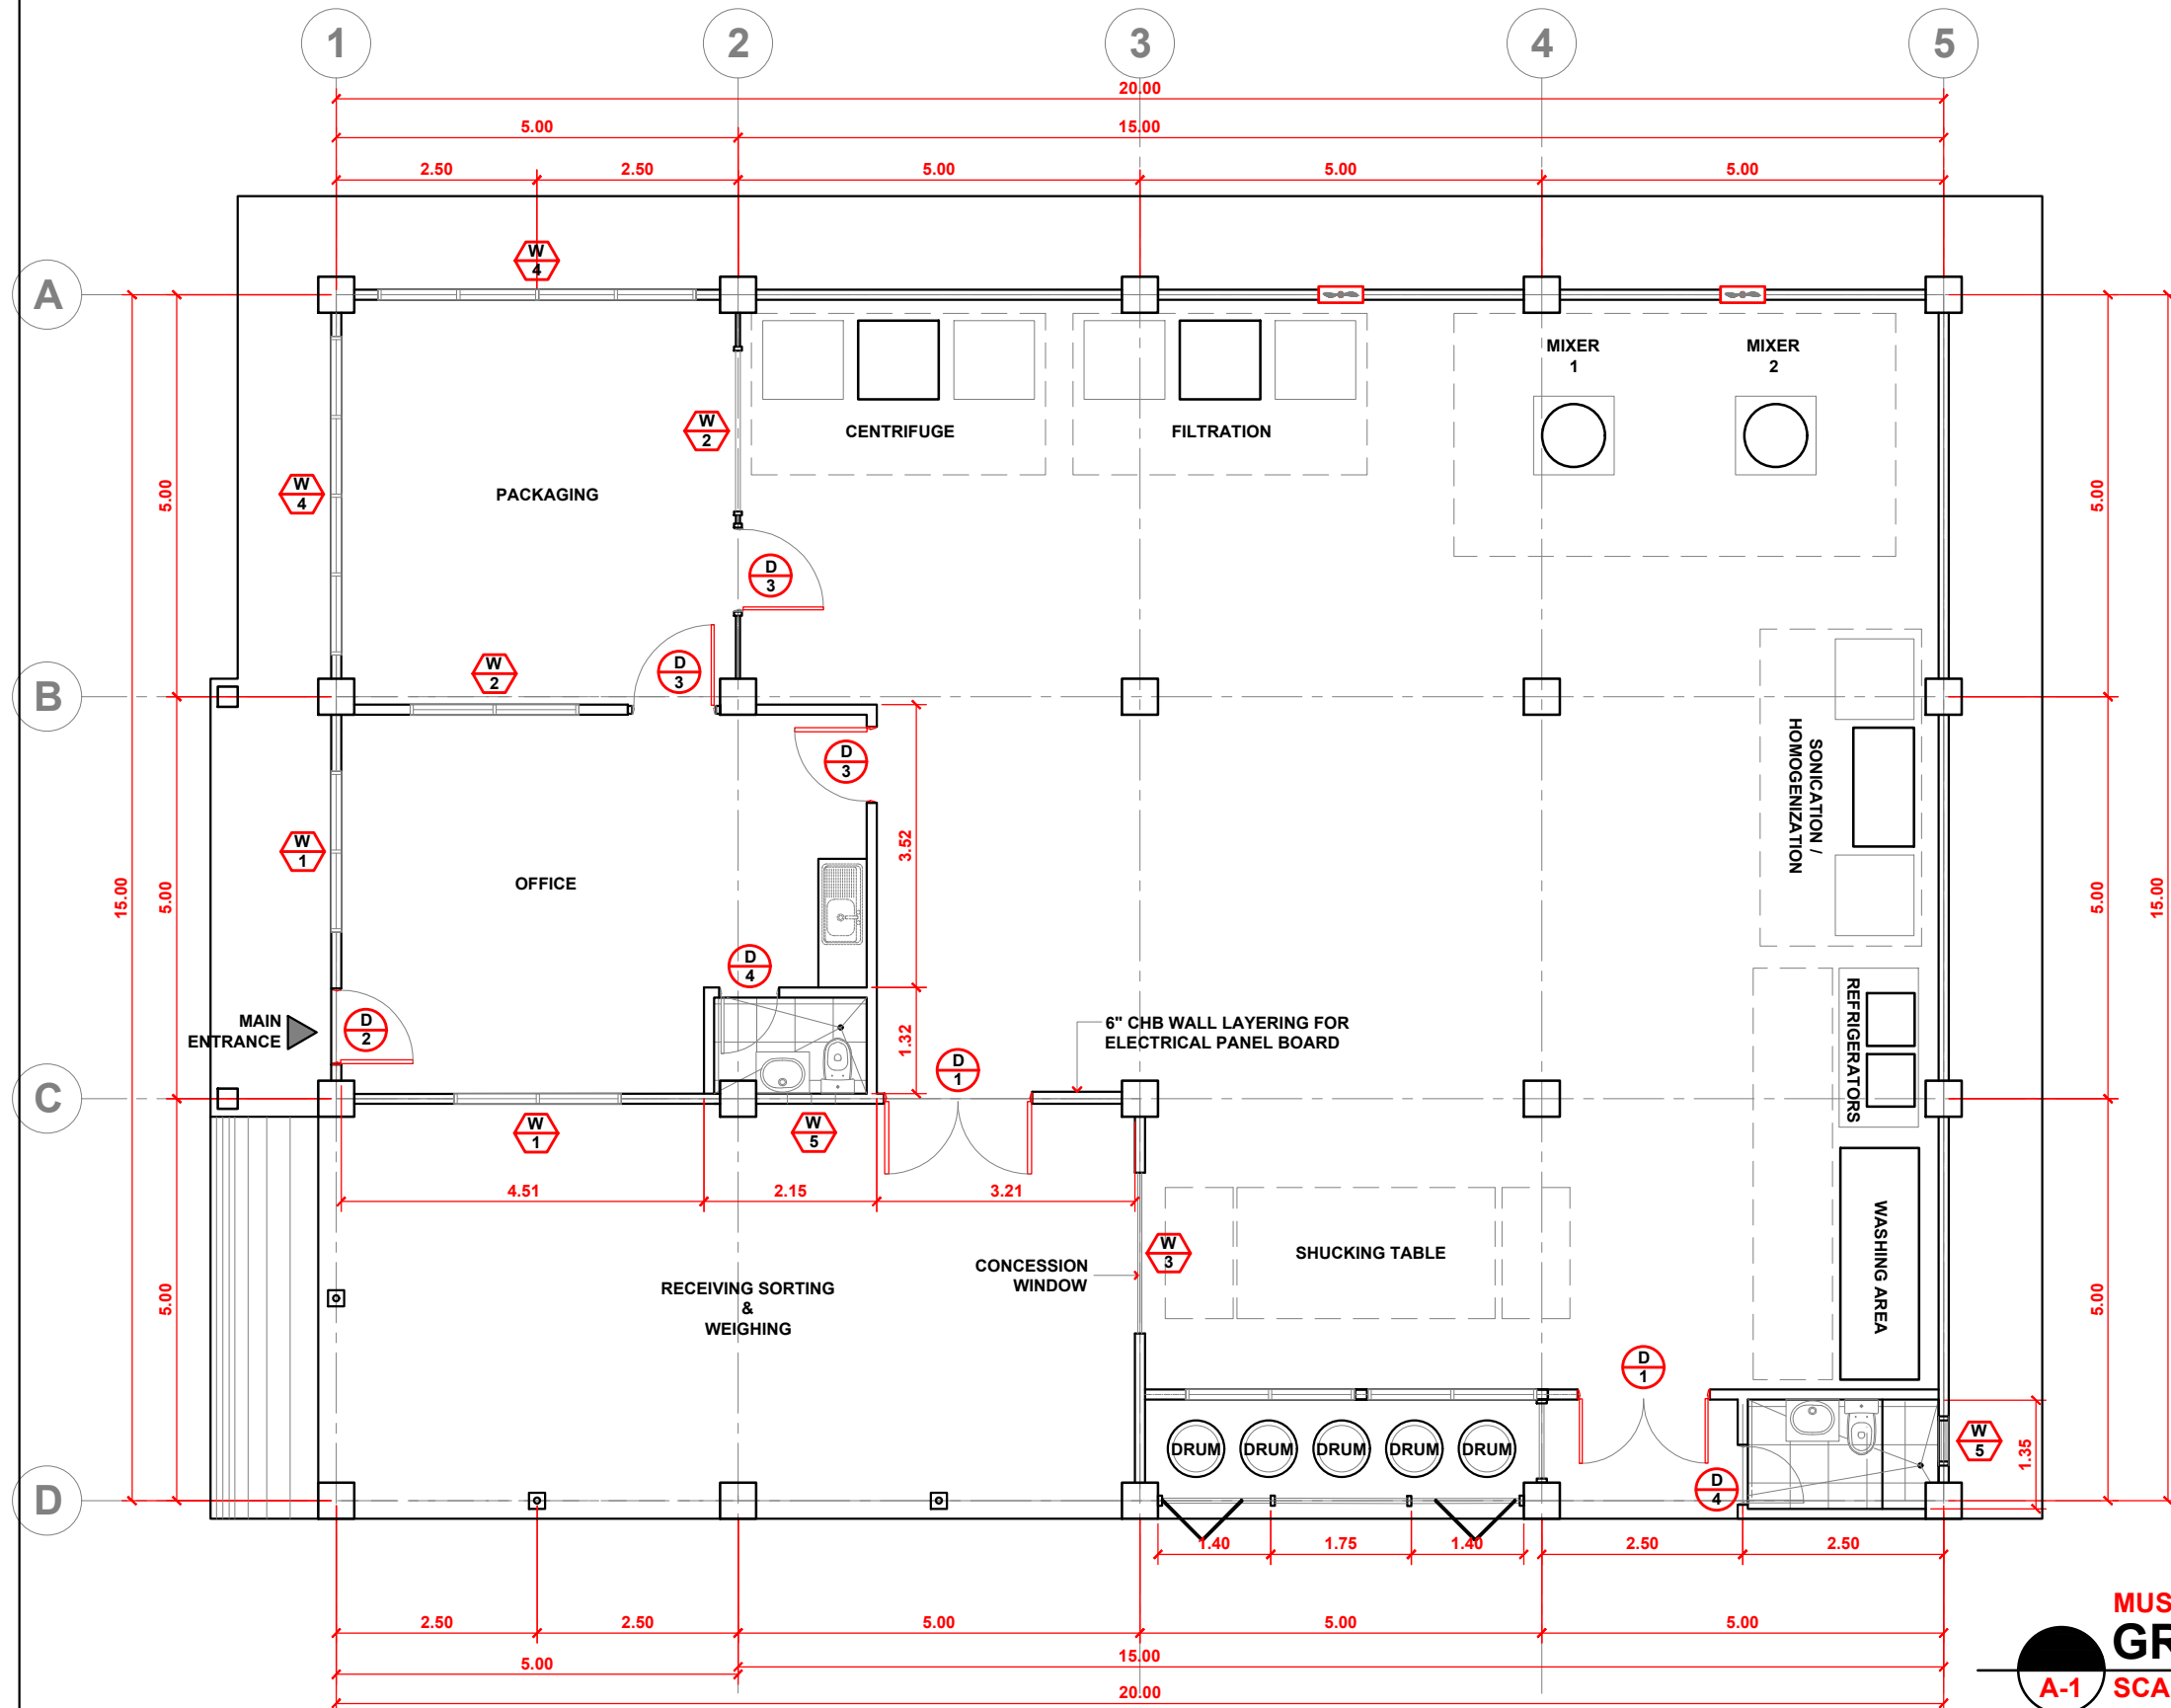 1
2
3
4
5
20.00
5.00
15.00
2.50
2.50
5.00
5.00
5.00
A
B
C
D
15.00
5.00
5.00
5.00
W
4
W
4
W
2
PACKAGING
CENTRIFUGE
FILTRATION
MIXER
1
MIXER
2
D
3
W
2
D
3
D
3
W
1
OFFICE
3.52
D
4
1.32
MAIN
ENTRANCE
D
2
D
1
6" CHB WALL LAYERING FOR
ELECTRICAL PANEL BOARD
SONICATION /
HOMOGENIZATION
REFRIGERATORS
WASHING AREA
W
1
W
5
4.51
2.15
3.21
RECEIVING SORTING
&
WEIGHING
CONCESSION
WINDOW
W
3
SHUCKING TABLE
D
1
DRUM
DRUM
DRUM
DRUM
DRUM
D
4
W
5
1.35
5.00
5.00
5.00
15.00
1.40
1.75
1.40
2.50
2.50
2.50
2.50
5.00
5.00
5.00
5.00
15.00
20.00
MUS
GR
A-1
SCA